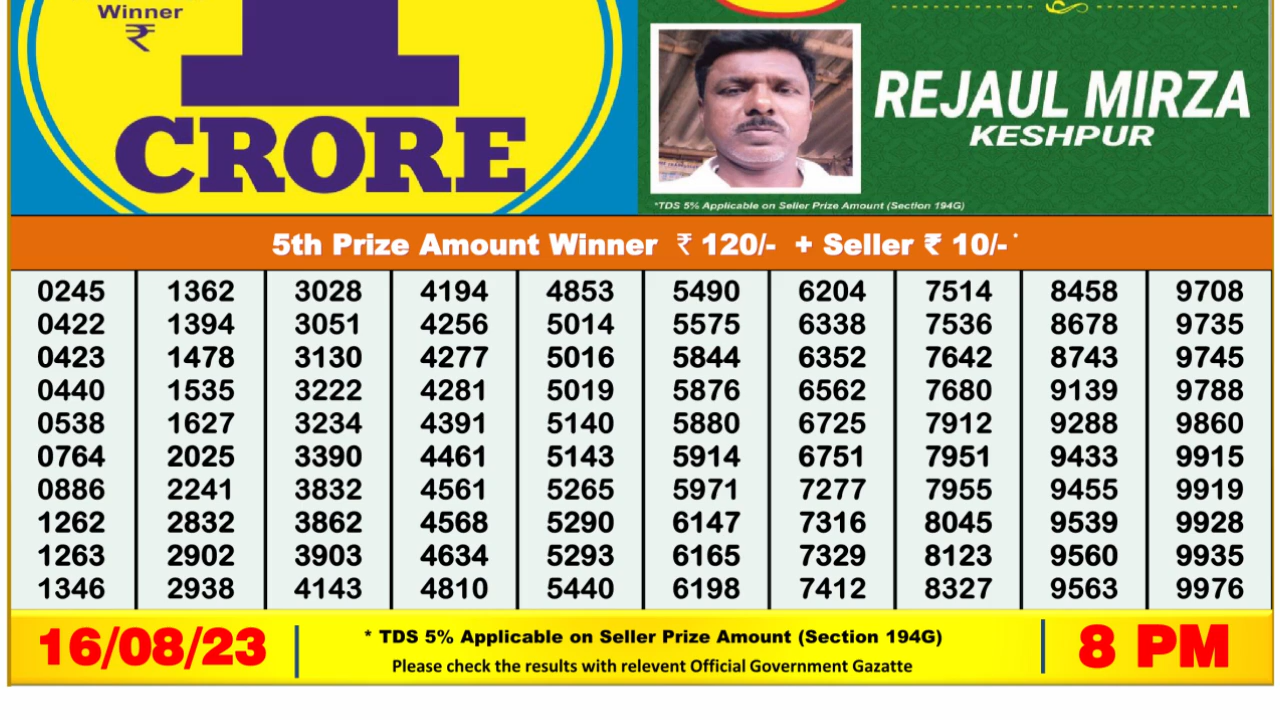 Winner
₹
1
CRORE
REJAUL MIRZA
KESHPUR
*TDS 5% Applicable on Seller Prize Amount (Section 194G)
5th Prize Amount Winner ₹ 120/- + Seller ₹ 10/- *
0245 1362 3028 4194 4853 5490 6204 7514 8458 9708
0422 1394 3051 4256 5014 5575 6338 7536 8678 9735
0423 1478 3130 4277 5016 5844 6352 7642 8743 9745
0440 1535 3222 4281 5019 5876 6562 7680 9139 9788
0538 1627 3234 4391 5140 5880 6725 7912 9288 9860
0764 2025 3390 4461 5143 5914 6751 7951 9433 9915
0886 2241 3832 4561 5265 5971 7277 7955 9455 9919
1262 2832 3862 4568 5290 6147 7316 8045 9539 9928
1263 2902 3903 4634 5293 6165 7329 8123 9560 9935
1346 2938 4143 4810 5440 6198 7412 8327 9563 9976
16/08/23
* TDS 5% Applicable on Seller Prize Amount (Section 194G)
Please check the results with relevent Official Government Gazatte
8 PM